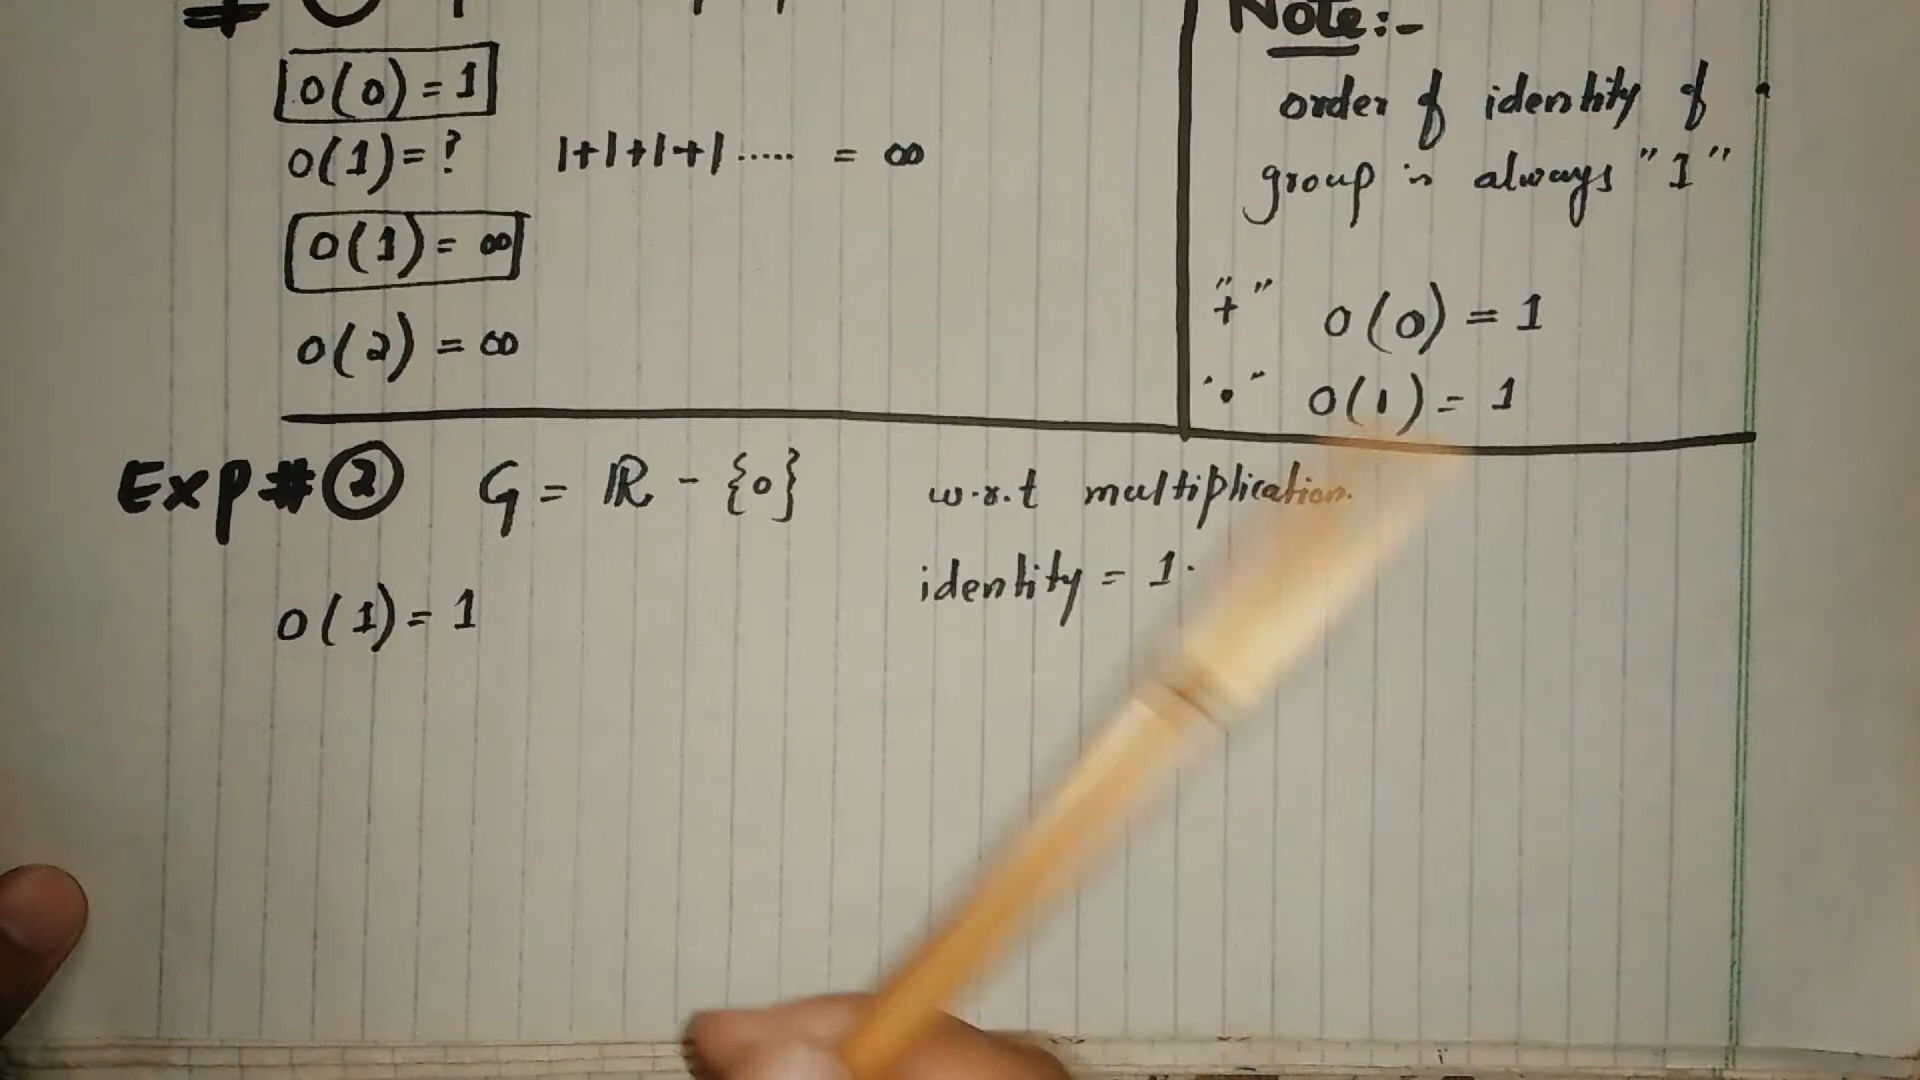 o(0) = 1
o(1) = ? 1+1+1+1..... = ∞
o(1) = ∞
o(2) = ∞
Note:-
order of identity of
group is always "1"
"+" o(0) = 1
"." o(1) = 1
Exp # ② G = ℝ - {0} w.r.t multiplication.
identity = 1.
o(1) = 1